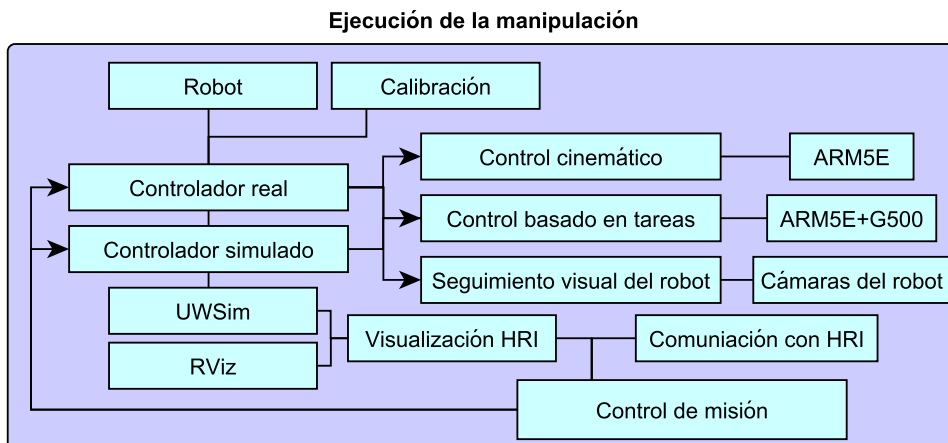 Ejecución de la manipulación
Robot
Calibración
Control cinemático
ARM5E
Controlador real
Control basado en tareas
ARM5E+G500
Controlador simulado
Seguimiento visual del robot
Cámaras del robot
UWSim
Visualización HRI
Comuniación con HRI
RViz
Control de misión